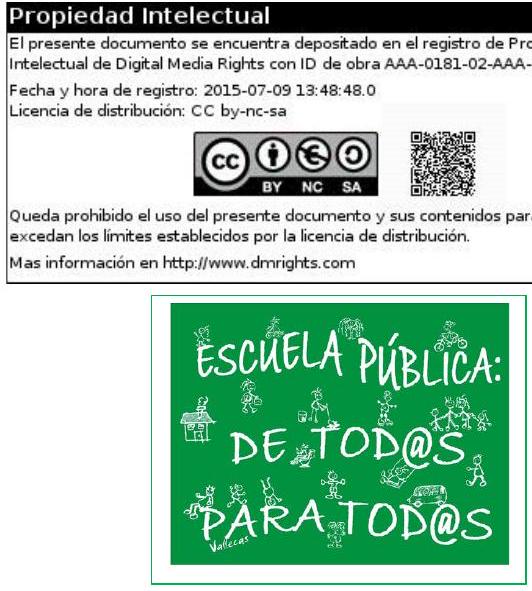 Propiedad Intelectual
El presente documento se encuentra depositado en el registro de Pro
Intelectual de Digital Media Rights con ID de obra AAA-0181-02-AAA-
Fecha y hora de registro: 2015-07-09 13:48:48.0
Licencia de distribución: CC by-nc-sa
cc
BY NC SA
Queda prohibido el uso del presente documento y sus contenidos par
excedan los límites establecidos por la licencia de distribución.
Mas información en http://www.dmrights.com
ESCUELA PÚBLICA:
DE TOD@S
PARA TOD@S
Vallecas